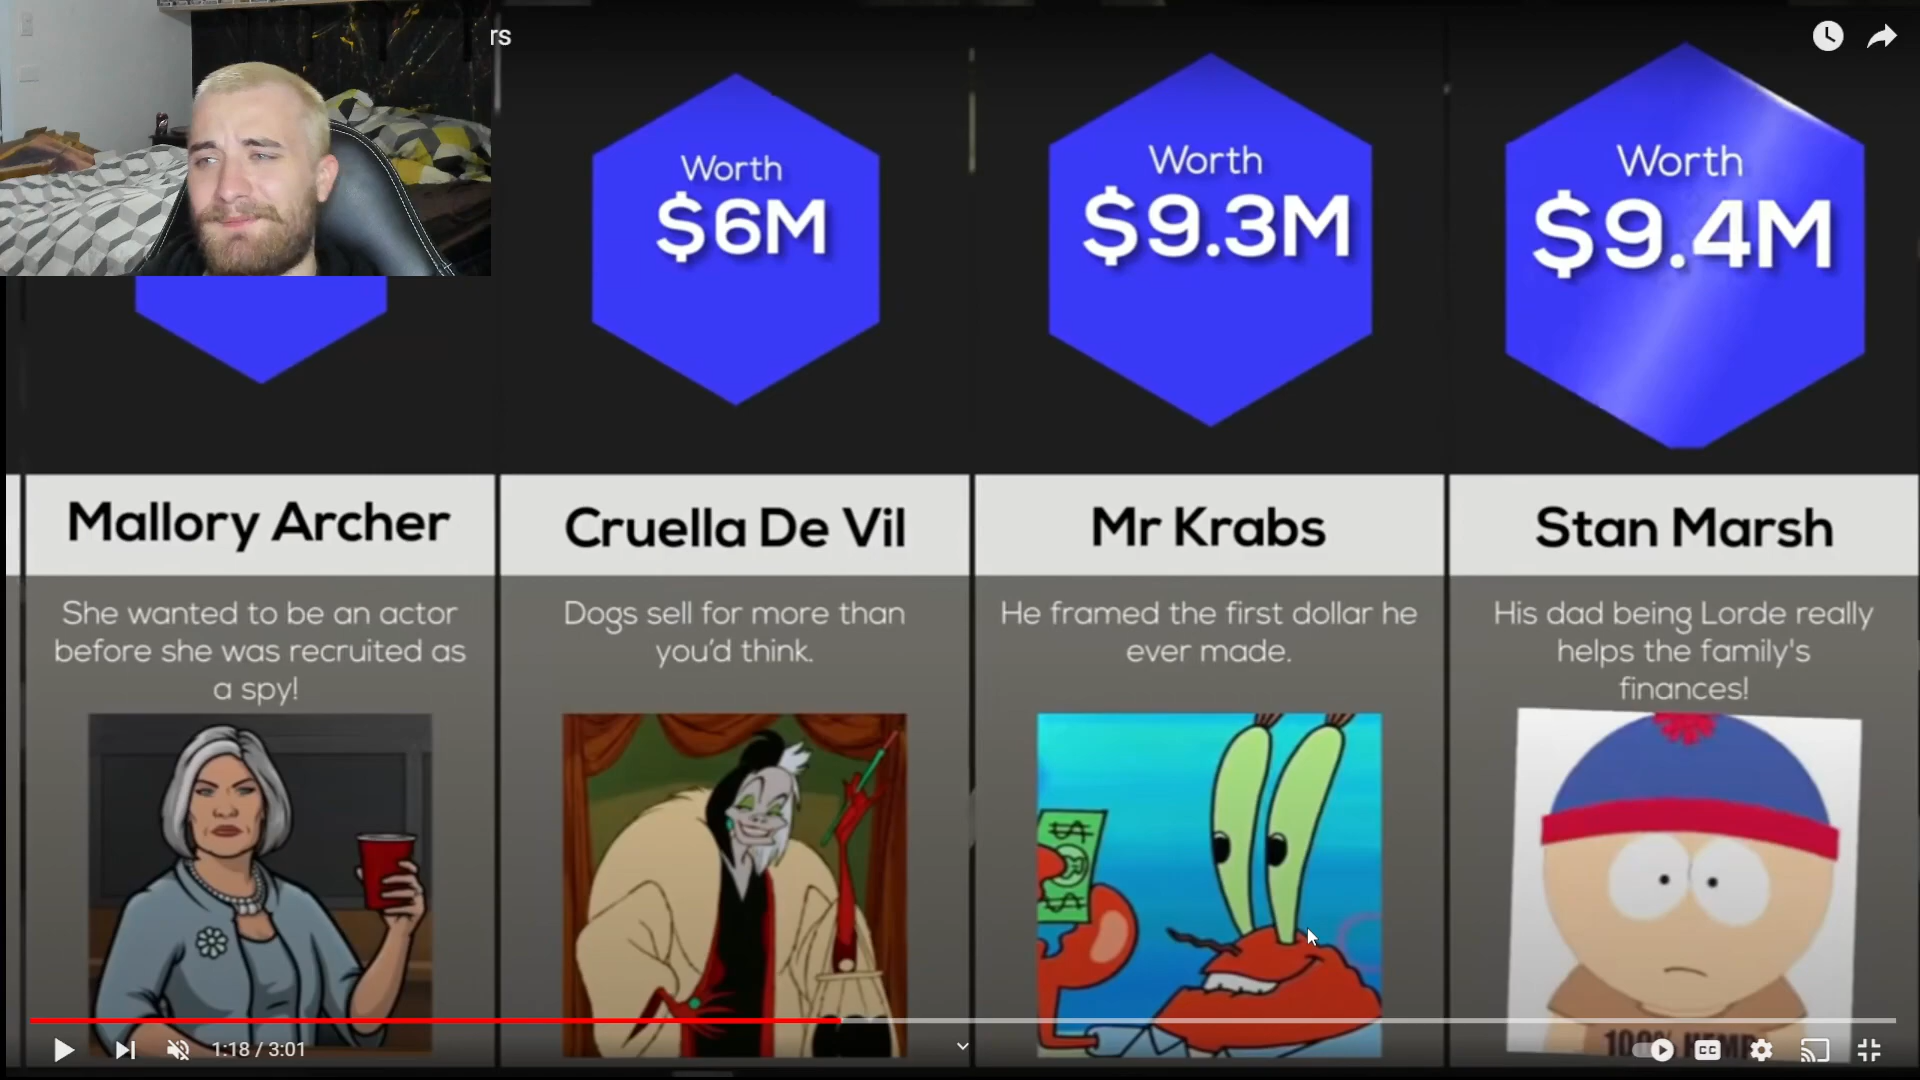 rs
Worth
$6M
Worth
$9.3M
Worth
$9.4M
Mallory Archer
She wanted to be an actor
before she was recruited as
a spy!
Cruella De Vil
Dogs sell for more than
you'd think.
Mr Krabs
He framed the first dollar he
ever made.
Stan Marsh
His dad being Lorde really
helps the family's
finances!
100% HEMP
1:18 / 3:01
CC